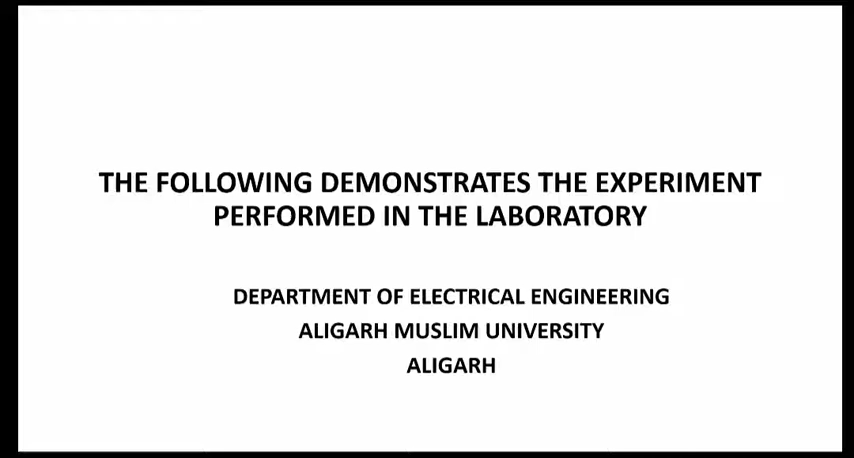 THE FOLLOWING DEMONSTRATES THE EXPERIMENT
PERFORMED IN THE LABORATORY
DEPARTMENT OF ELECTRICAL ENGINEERING
ALIGARH MUSLIM UNIVERSITY
ALIGARH